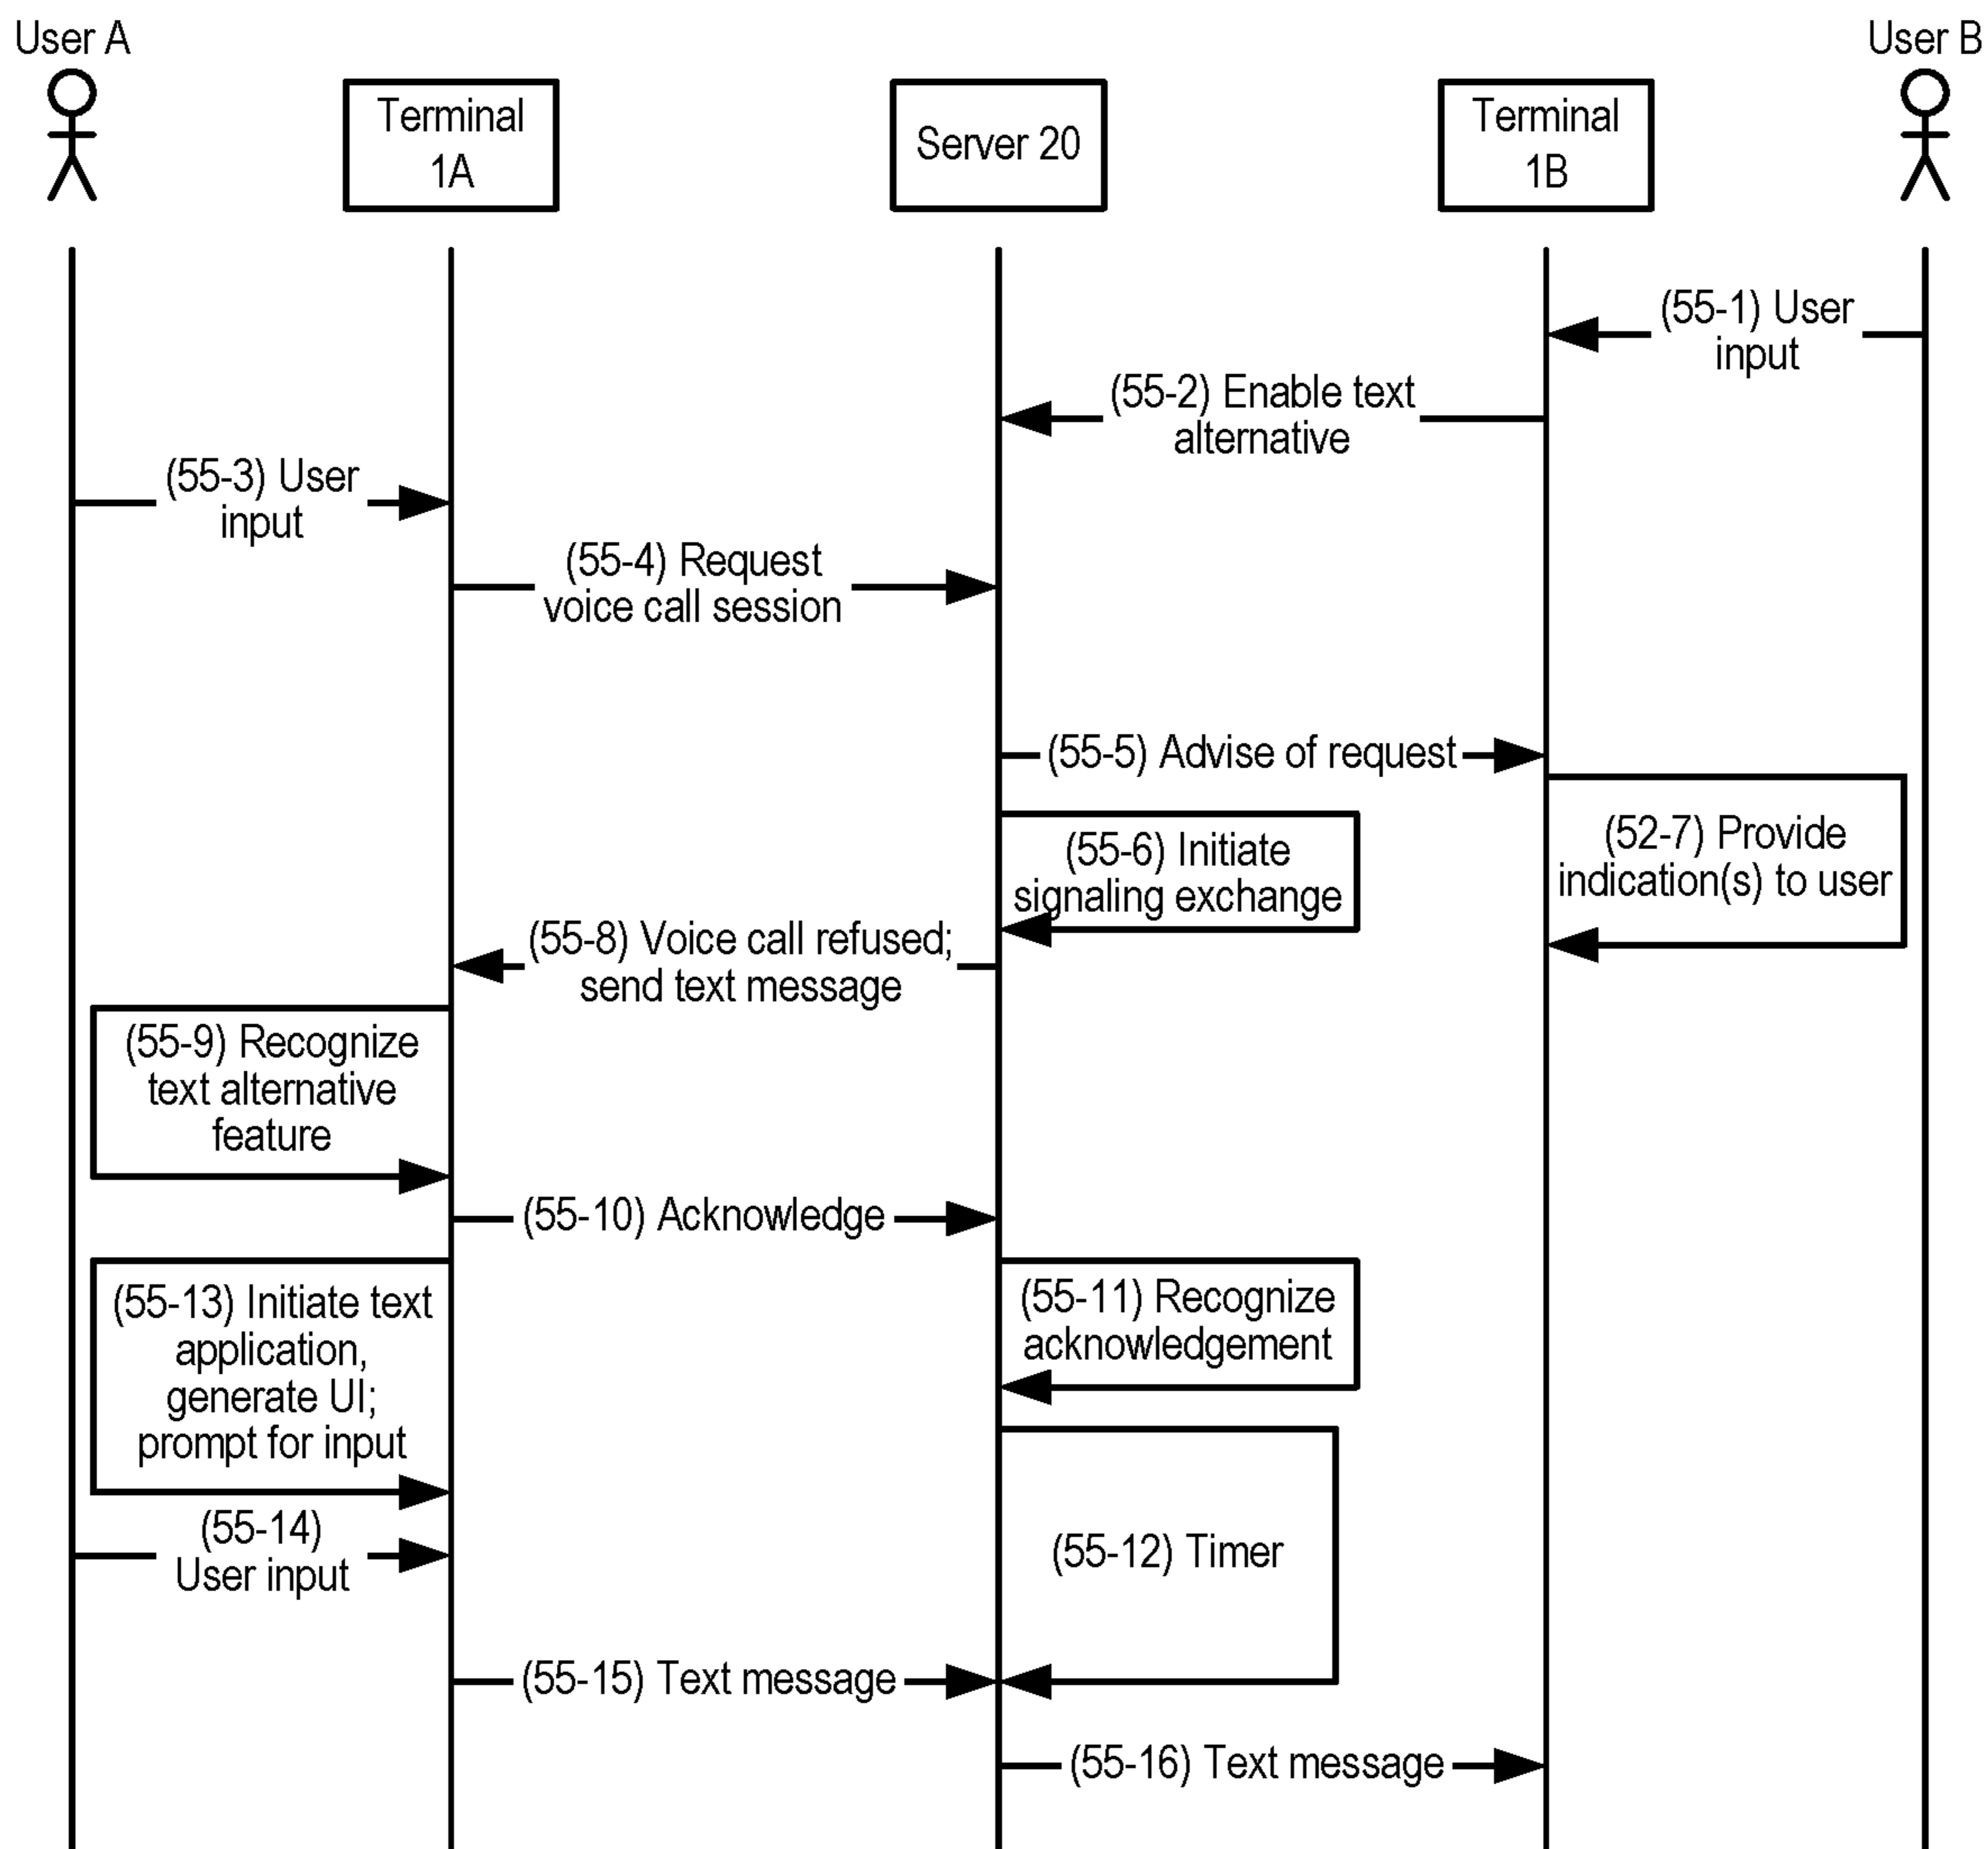 User A
User B
Terminal
1A
Server 20
Terminal
1B
(55-1) User
input
(55-2) Enable text
alternative
(55-3) User
input
(55-4) Request
voice call session
(55-5) Advise of request
(55-6) Initiate
signaling exchange
(52-7) Provide
indication(s) to user
(55-8) Voice call refused;
send text message
(55-9) Recognize
text alternative
feature
(55-10) Acknowledge
(55-11) Recognize
acknowledgement
(55-13) Initiate text
application,
generate UI;
prompt for input
(55-14)
User input
(55-12) Timer
(55-15) Text message
(55-16) Text message